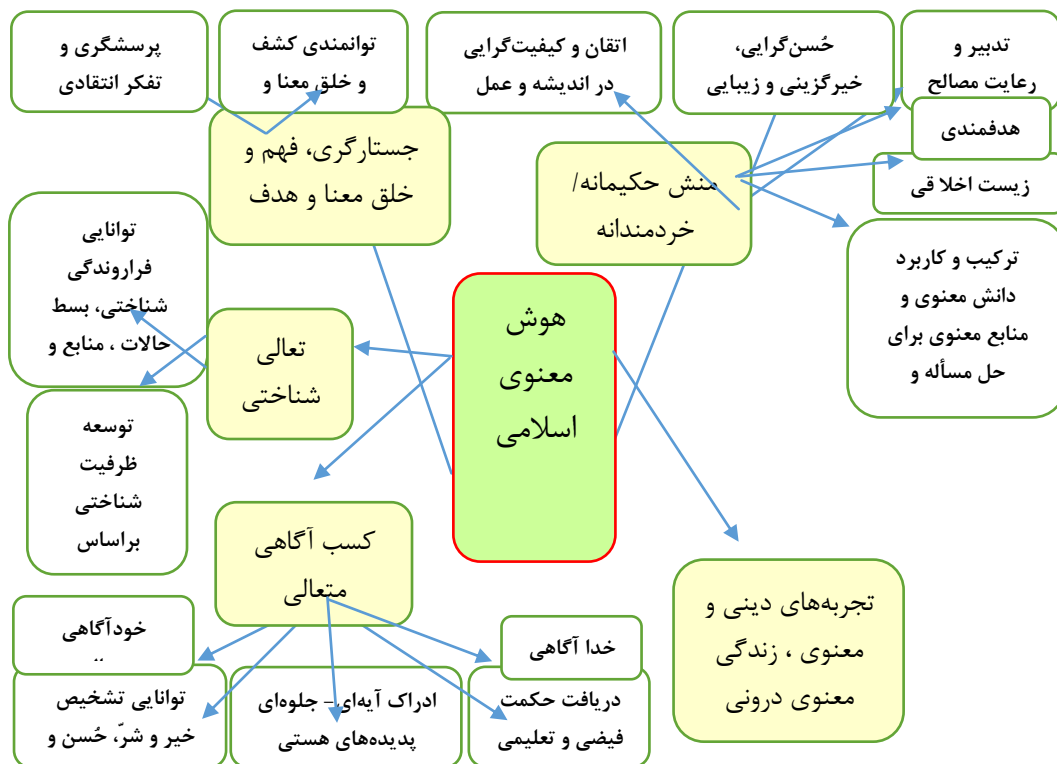 تدبیر و
رعایت مصالح
حُسن‌گرایی،
خیرگزینی و زیبایی
اتقان و کیفیت‌گرایی
در اندیشه و عمل
توانمندی کشف
و خلق معنا و
پرسشگری و
تفکر انتقادی
هدفمندی
زیست اخلاقی
منش حکیمانه/
خردمندانه
جستارگری، فهم و
خلق معنا و هدف
ترکیب و کاربرد
دانش معنوی و
منابع معنوی برای
حل مسأله و
توانایی
فراروندگی
شناختی، بسط
حالات ، منابع و
هوش
معنوی
اسلامی
تعالی
شناختی
توسعه
ظرفیت
شناختی
براساس
کسب آگاهی
متعالی
تجربه‌های دینی و
معنوی ، زندگی
معنوی درونی
خدا آگاهی
خودآگاهی
دریافت حکمت
فیضی و تعلیمی
ادراک آیه‌ای- جلوه‌ای
پدیده‌های هستی
توانایی تشخیص
خیر و شرّ، حُسن و